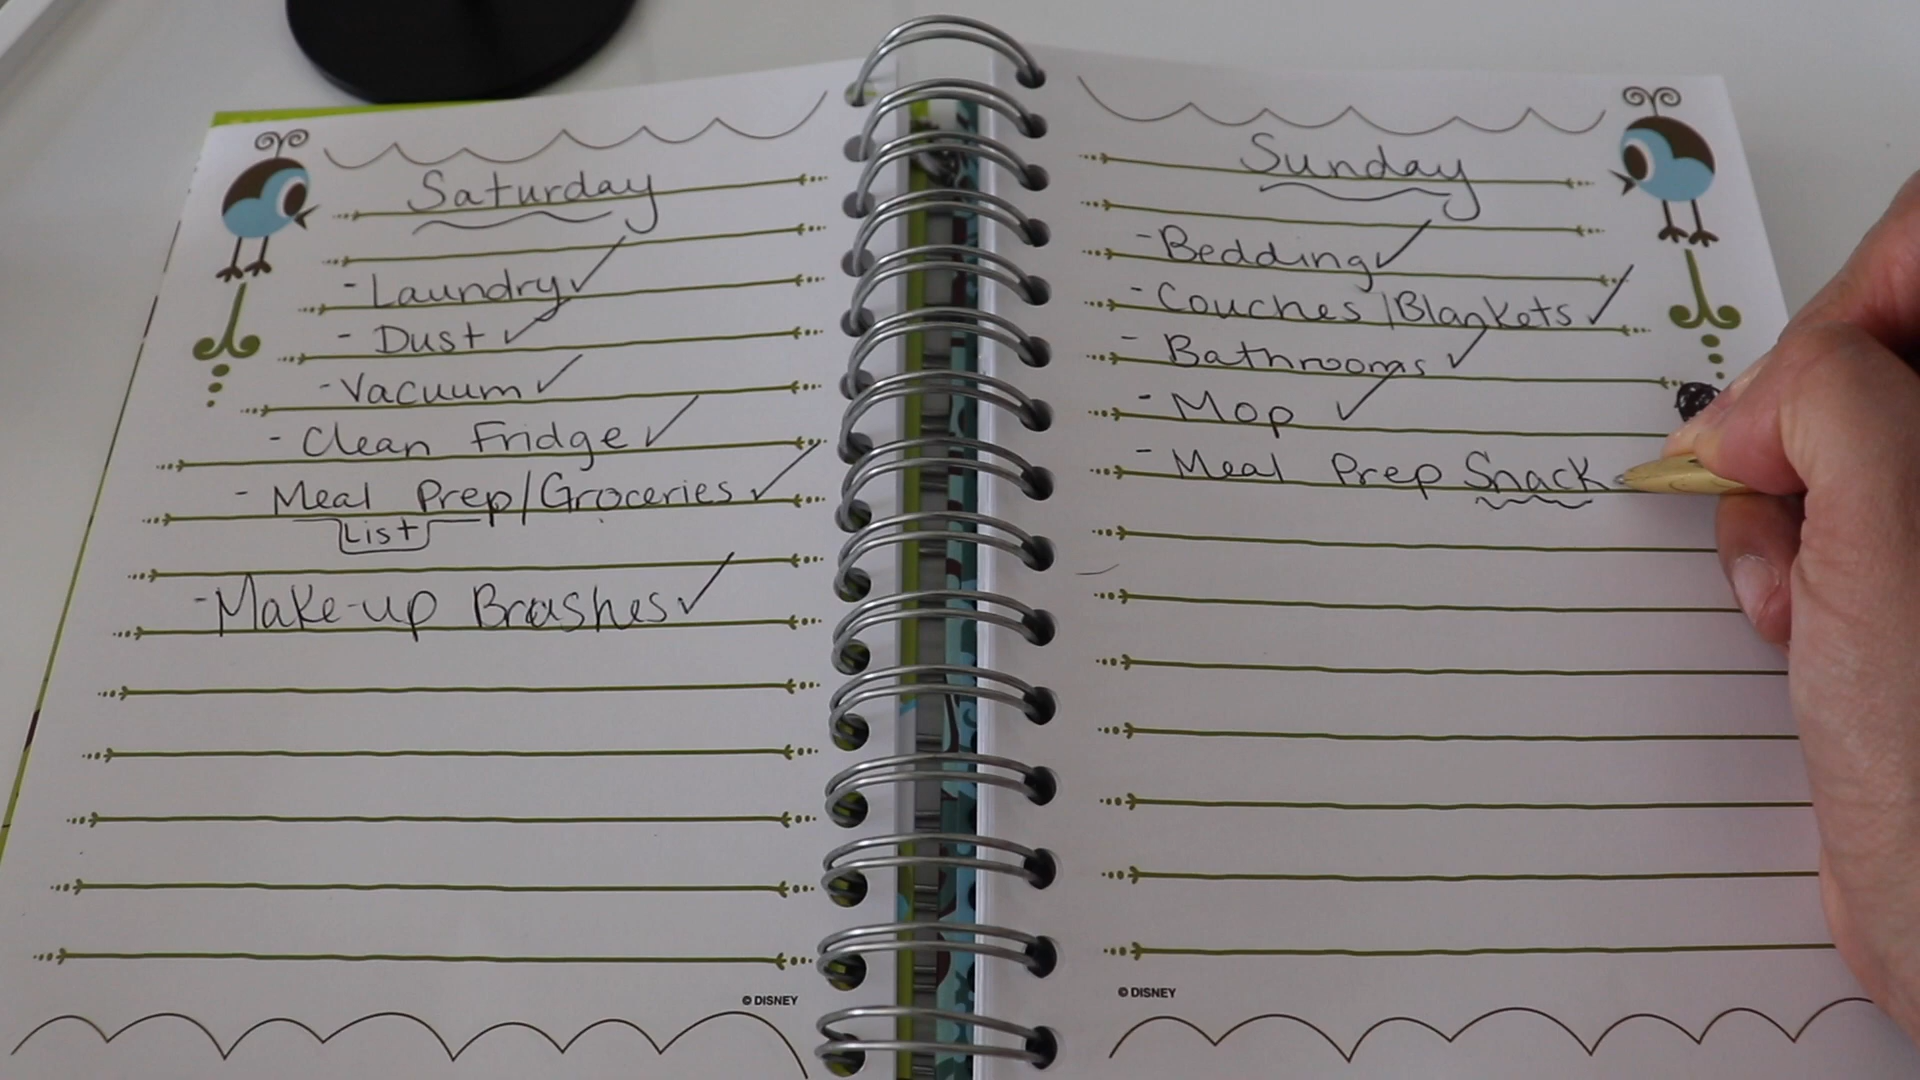 Saturday
- Laundry ✓
- Dust ✓
- Vacuum ✓
- Clean Fridge ✓
- Meal Prep/Groceries ✓
List
- Make-up Brushes ✓
© DISNEY
Sunday
- Bedding ✓
- Couches/Blankets ✓
- Bathrooms ✓
- Mop ✓
- Meal Prep Snack
© DISNEY